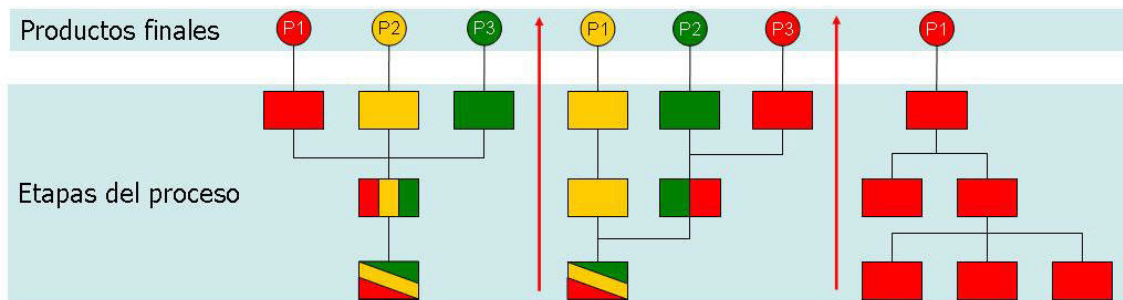 Productos finales
P1 P2 P3 P1 P2 P3 P1
Etapas del proceso